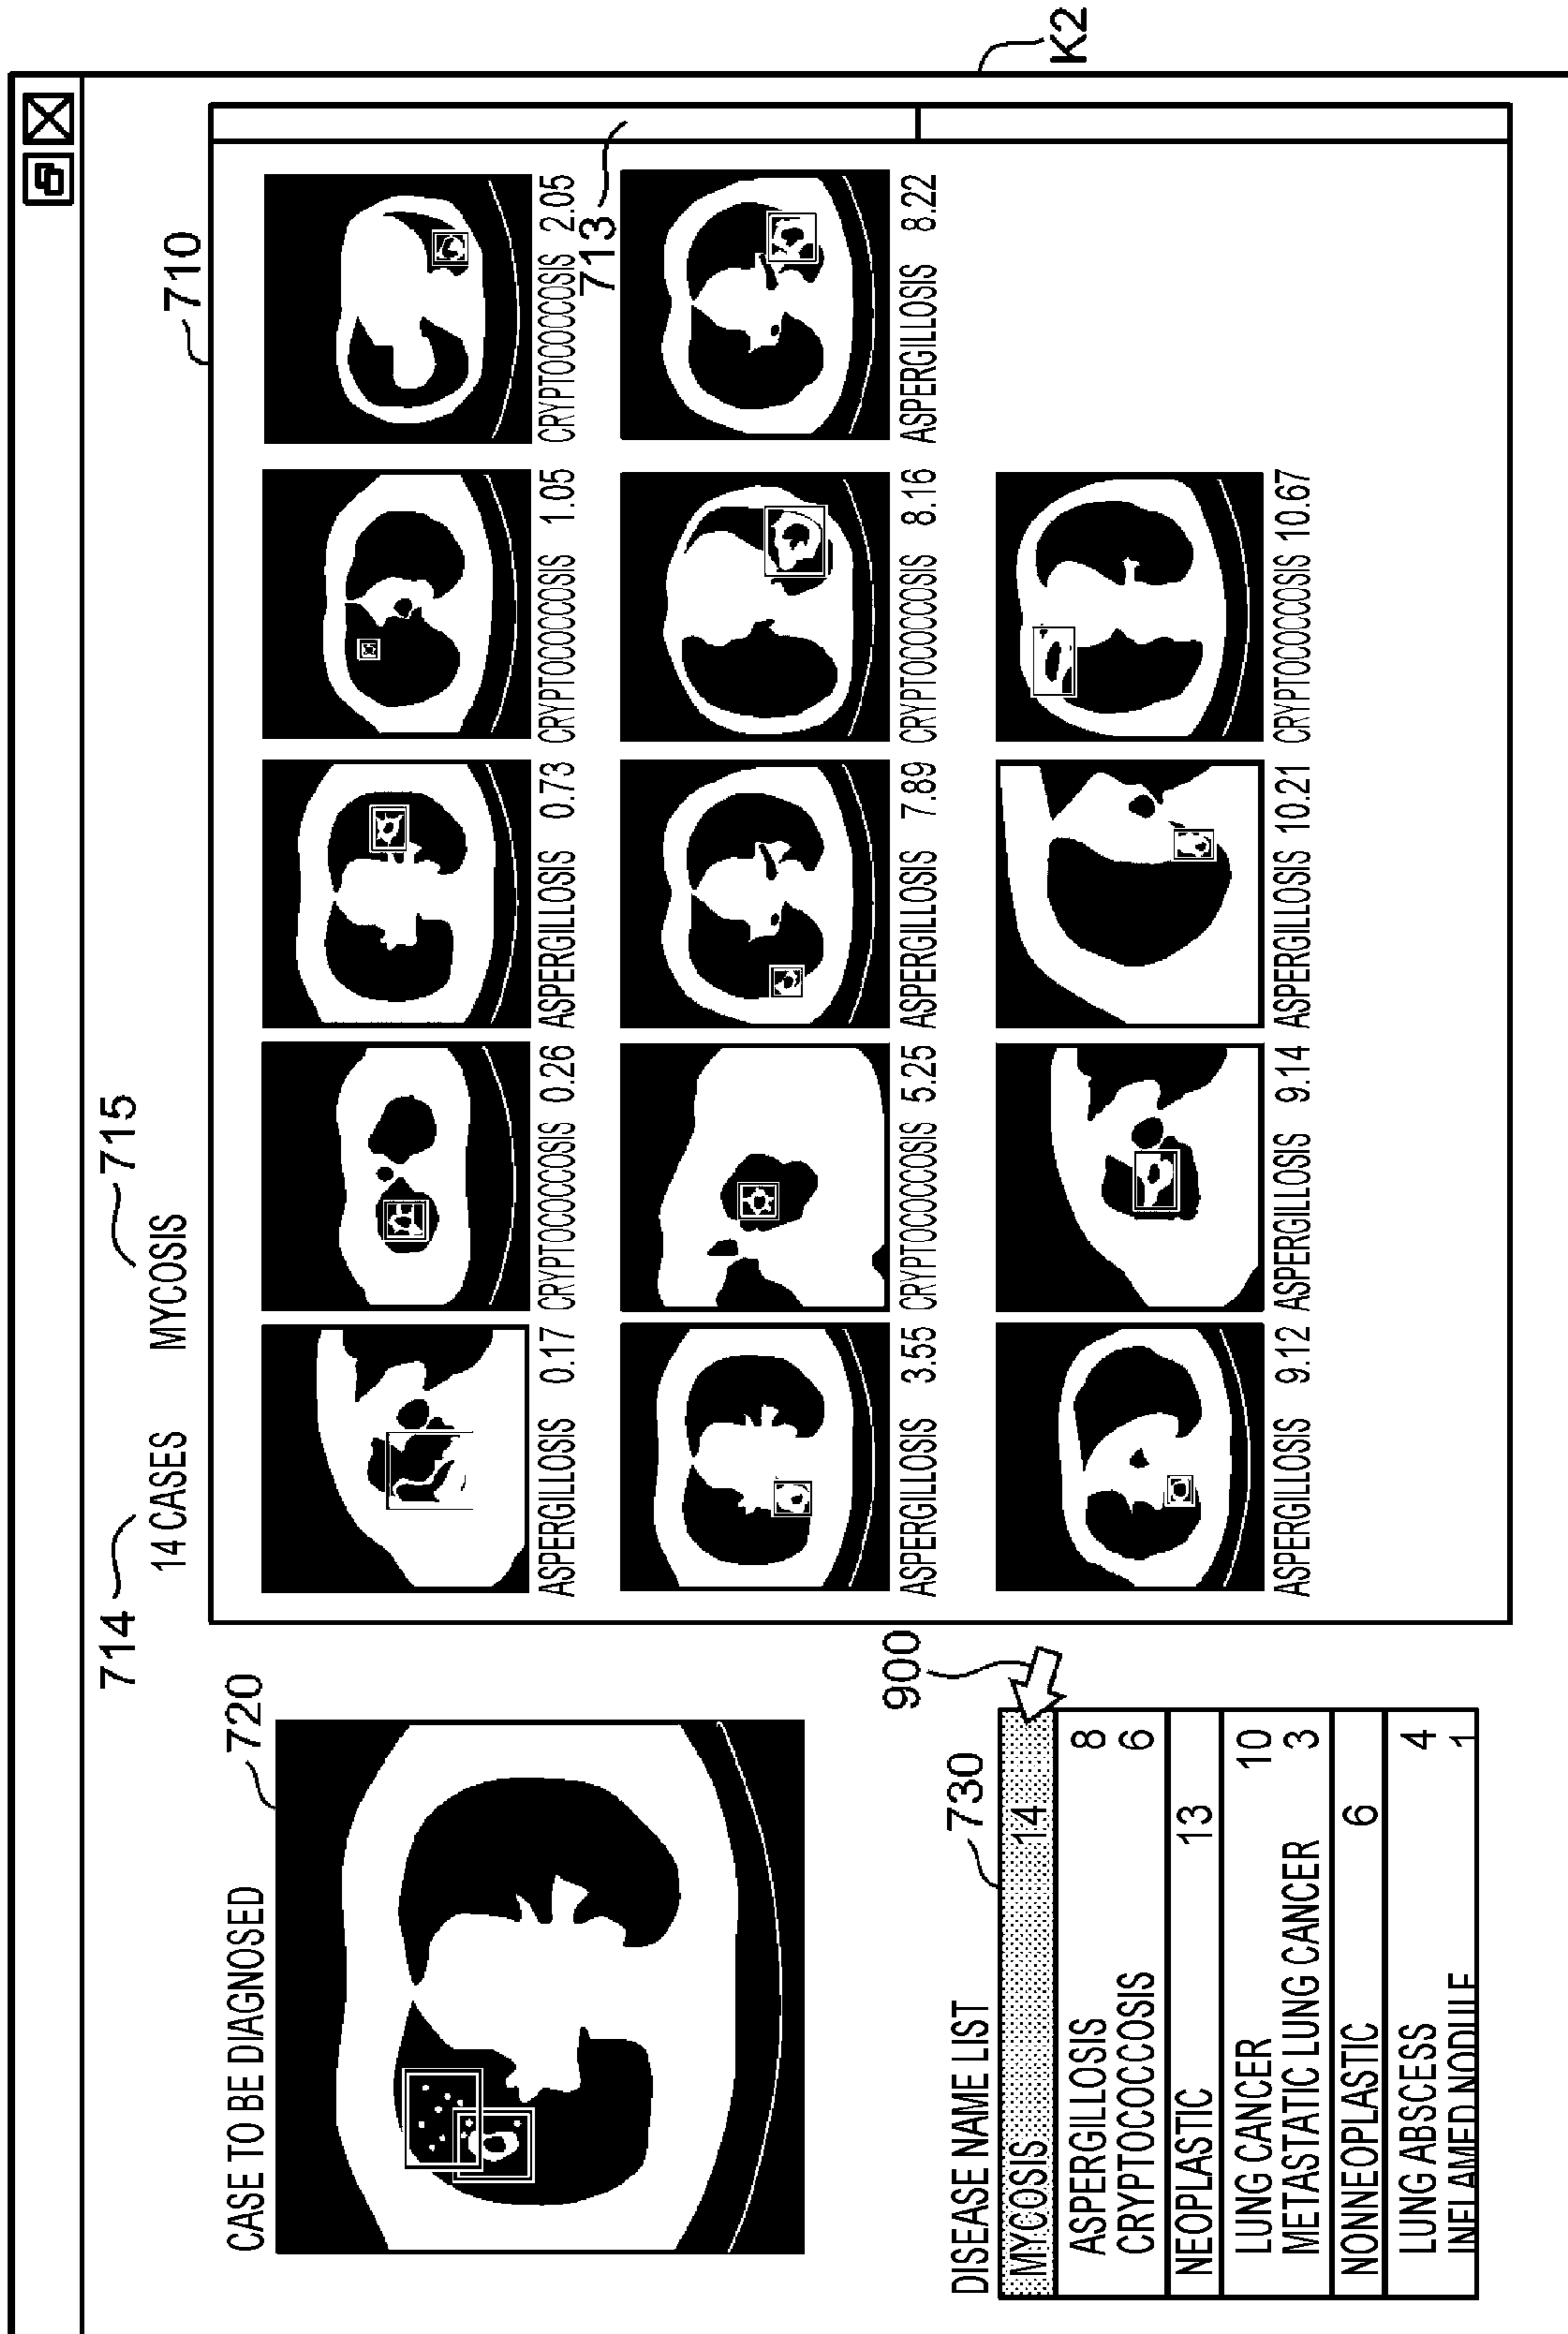 K2
710
714
715
14 CASES MYCOSIS
720
CASE TO BE DIAGNOSED
ASPERGILLOSIS 0.17
CRYPTOCOCCOSIS 0.26
ASPERGILLOSIS 0.73
CRYPTOCOCCOSIS 1.05
CRYPTOCOCCOSIS 2.05
713
ASPERGILLOSIS 3.55
CRYPTOCOCCOSIS 5.25
ASPERGILLOSIS 7.89
CRYPTOCOCCOSIS 8.16
ASPERGILLOSIS 8.22
ASPERGILLOSIS 9.12
ASPERGILLOSIS 9.14
ASPERGILLOSIS 10.21
CRYPTOCOCCOSIS 10.67
900
730
DISEASE NAME LIST
MYCOSIS 14
ASPERGILLOSIS 8
CRYPTOCOCCOSIS 6
NEOPLASTIC 13
LUNG CANCER 10
METASTATIC LUNG CANCER 3
NONNEOPLASTIC 6
LUNG ABSCESS 4
INFLAMED NODULE 1